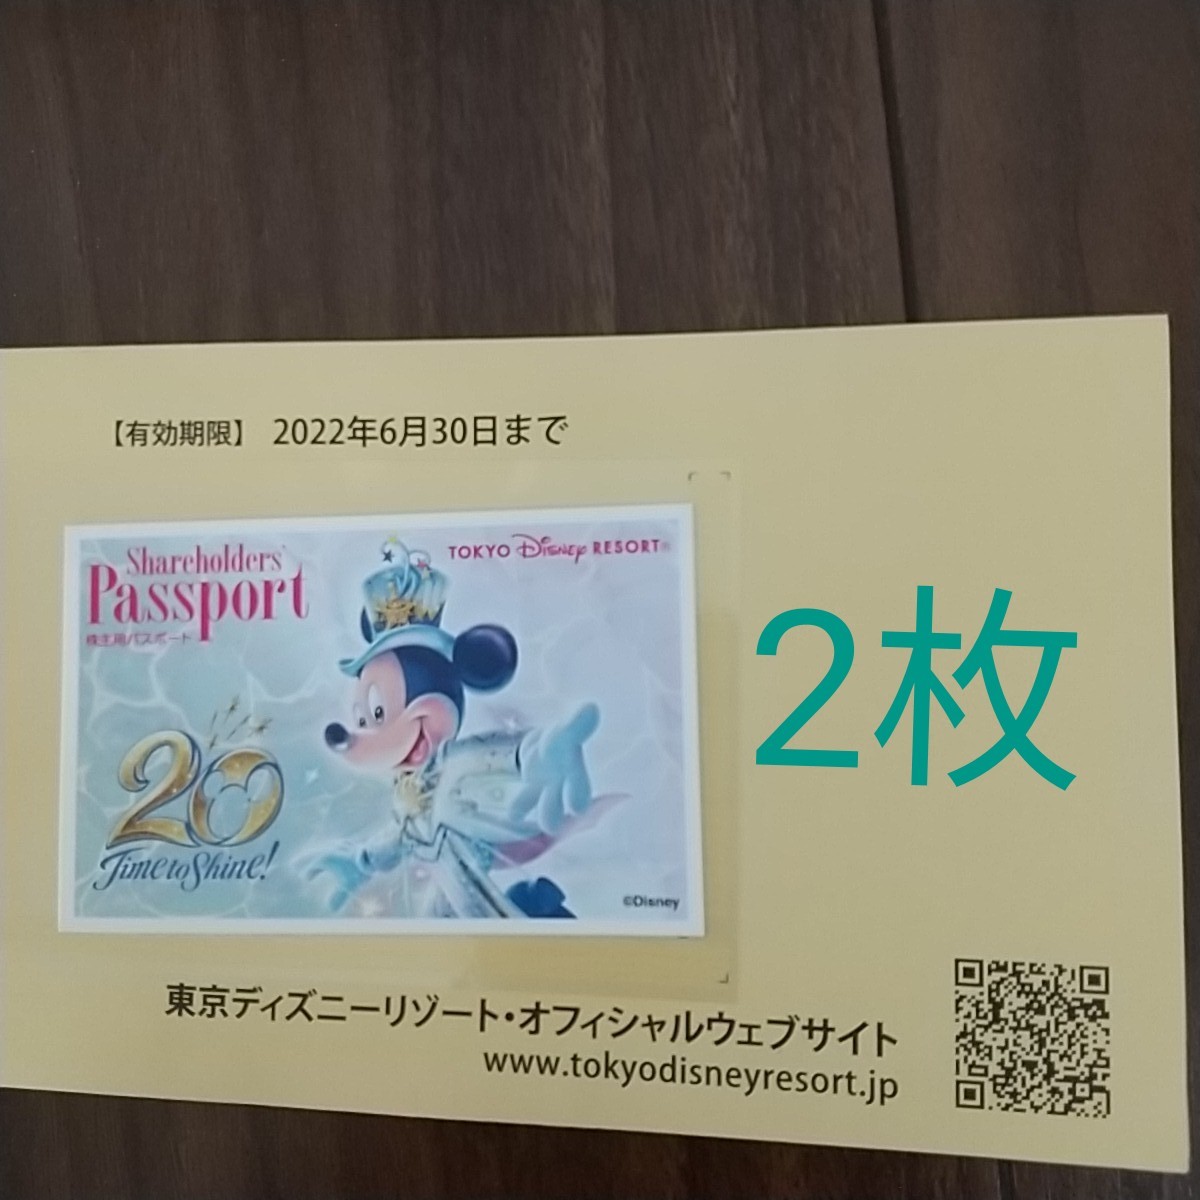 【有効期限】 2022年6月30日まで
Shareholders'
Passport
株主用パスポート
TOKYO Disney RESORT®
20
Time to Shine!
©Disney
2枚
東京ディズニーリゾート・オフィシャルウェブサイト
www.tokyodisneyresort.jp